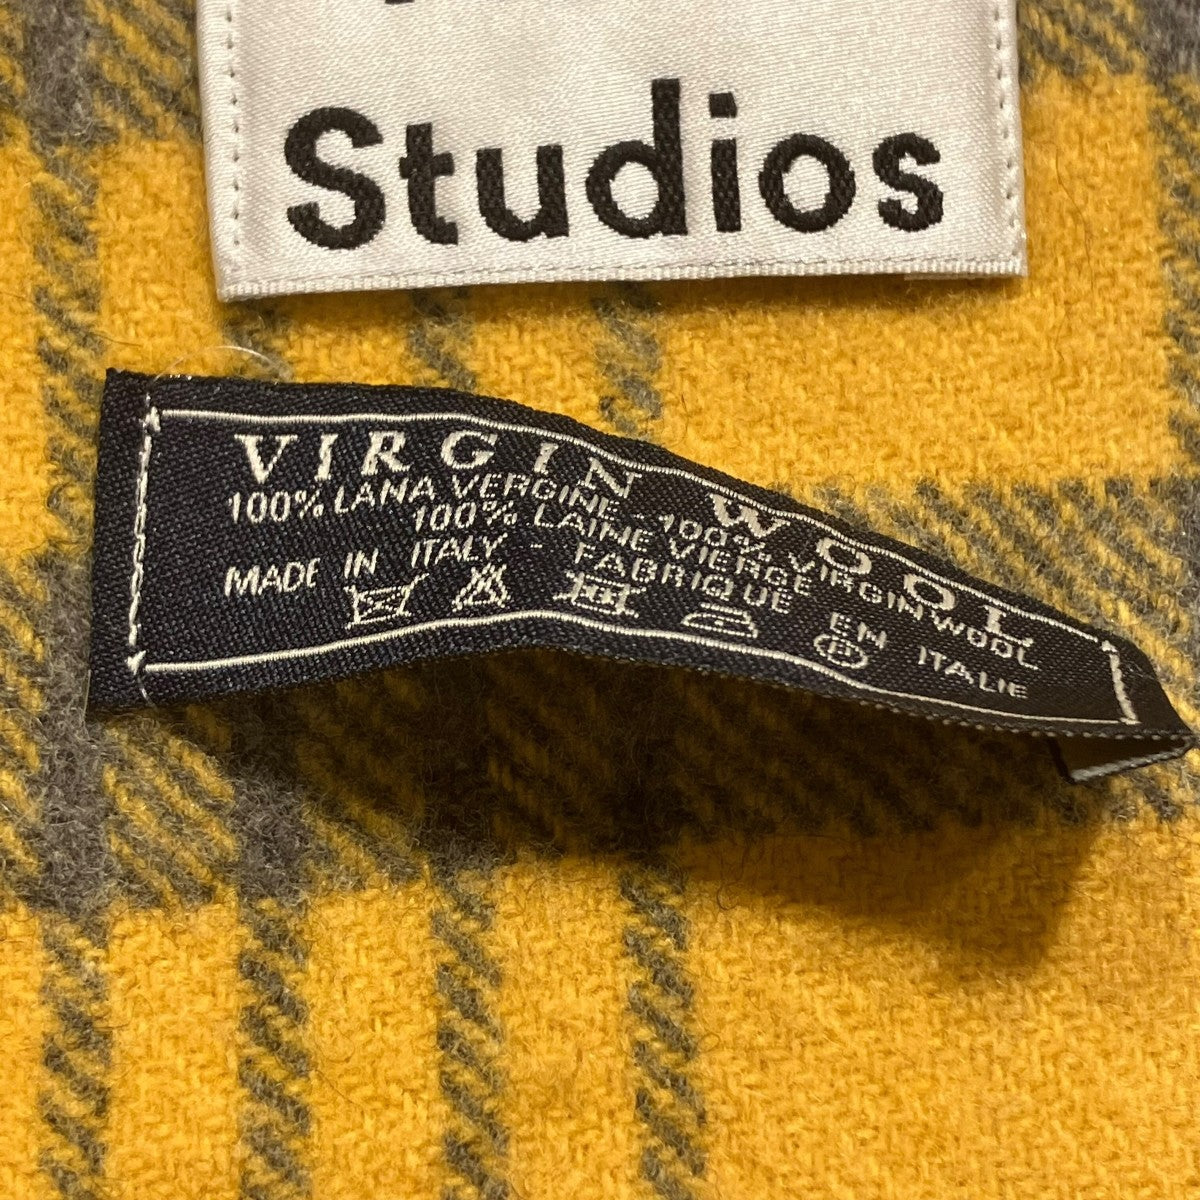 Studios
VIRGIN WOOL
100% LANA VERGINE - 100% VIRGIN WOOL
100% LAINE VIERGE
MADE IN ITALY - FABRIQUE EN ITALIE
P